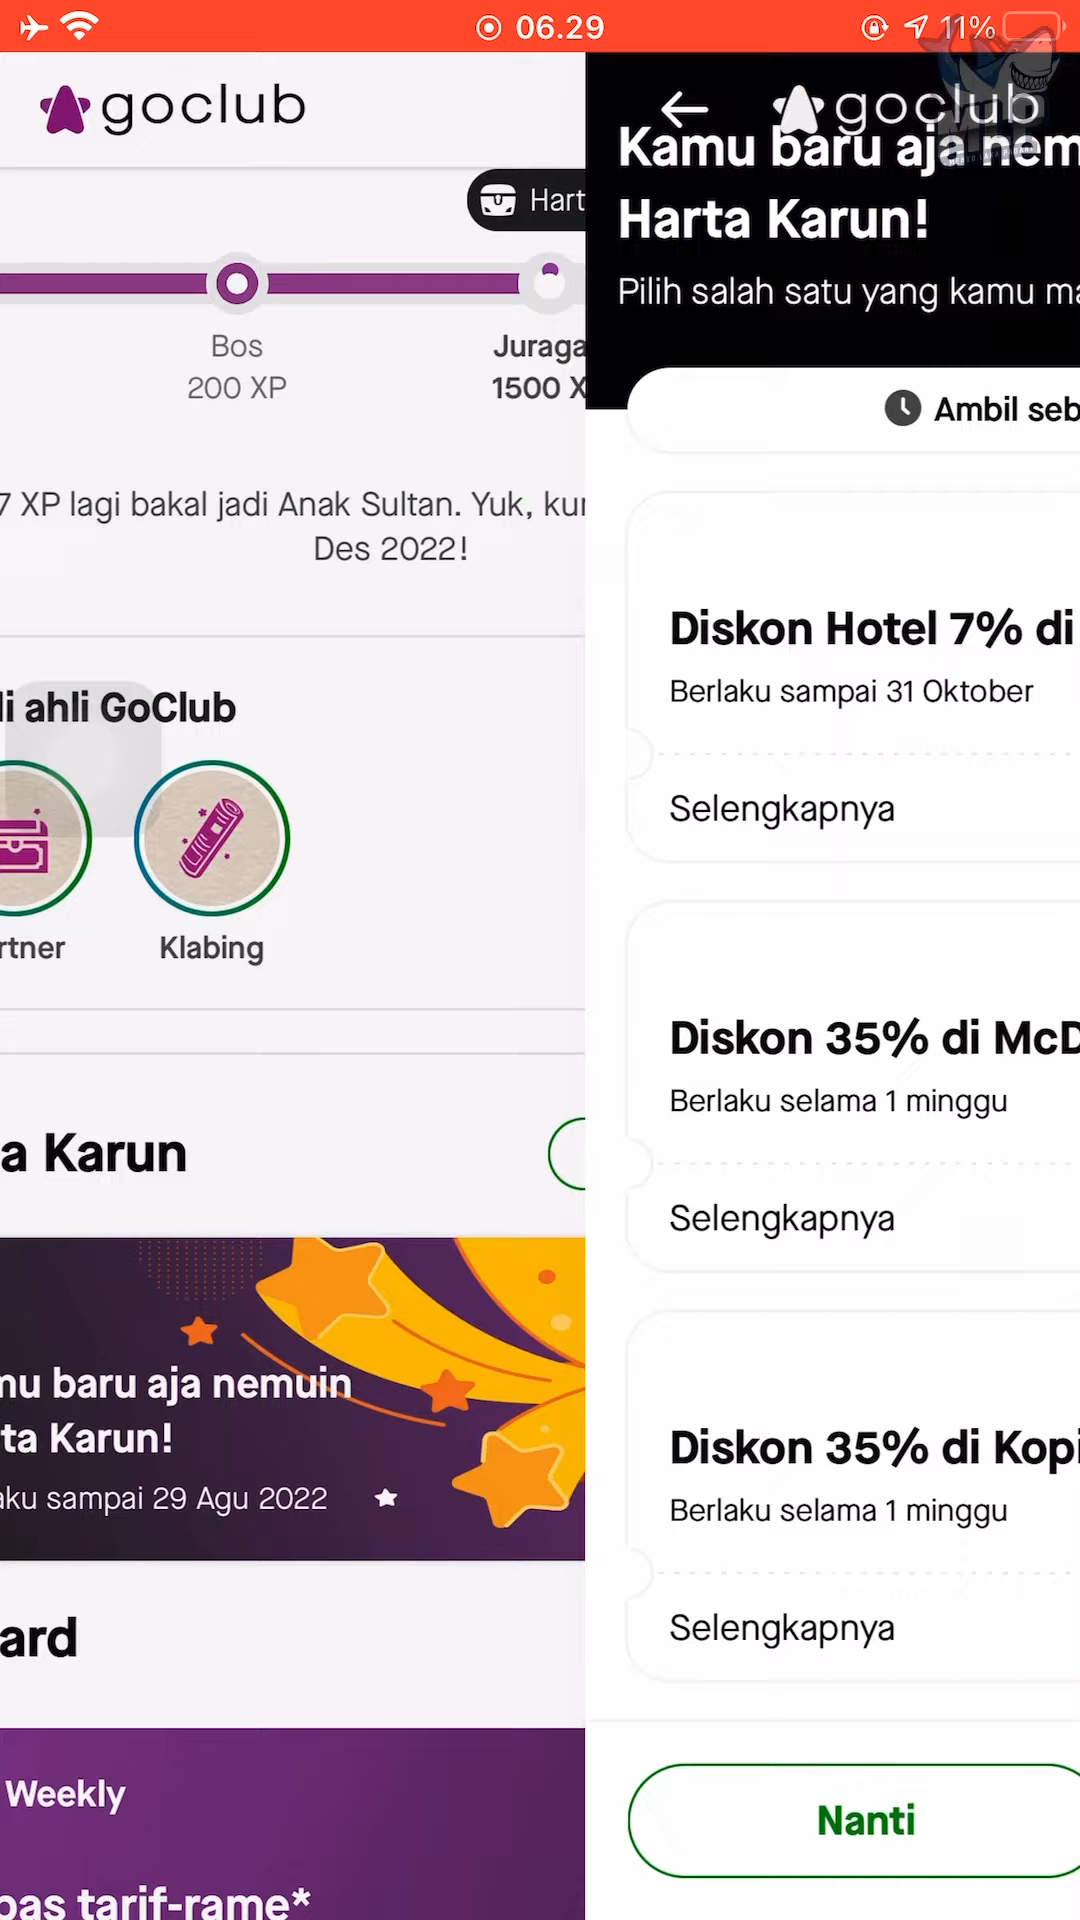 06.29
11%
goclub
Hart
Bos
200 XP
Juraga
1500 X
7 XP lagi bakal jadi Anak Sultan. Yuk, kur
Des 2022!
li ahli GoClub
rtner
Klabing
a Karun
mu baru aja nemuin
ta Karun!
aku sampai 29 Agu 2022
ard
Weekly
pas tarif-rame*
goclub
Kamu baru aja nem
Harta Karun!
Pilih salah satu yang kamu ma
Ambil seb
Diskon Hotel 7% di
Berlaku sampai 31 Oktober
Selengkapnya
Diskon 35% di McD
Berlaku selama 1 minggu
Selengkapnya
Diskon 35% di Kopi
Berlaku selama 1 minggu
Selengkapnya
Nanti